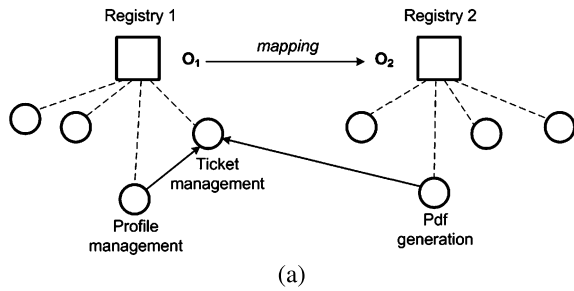 Registry 1
Registry 2
O₁
mapping
O₂
Ticket
management
Profile
management
Pdf
generation
(a)